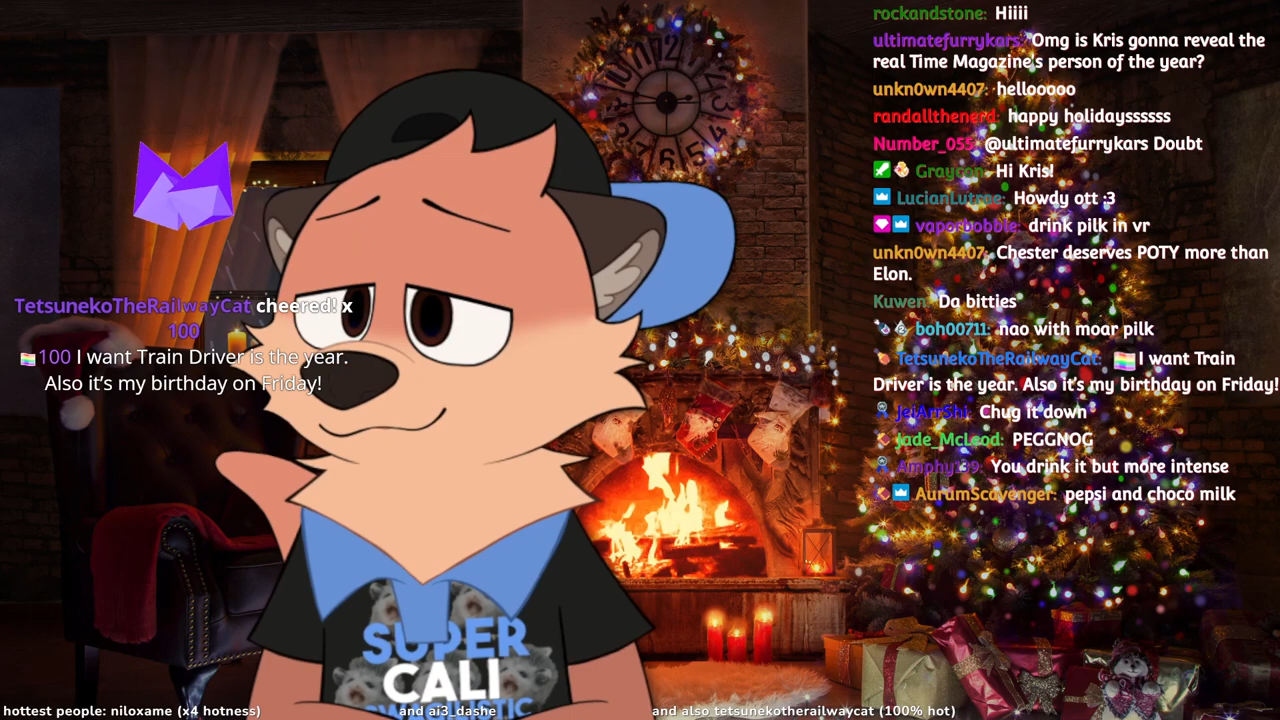 rockandstone: Hiiii
ultimatefurrykars: Omg is Kris gonna reveal the
real Time Magazine's person of the year?
unkn0wn4407: hellooooo
randallthenerd: happy holidayssssss
Number_055: @ultimatefurrykars Doubt
Graycon: Hi Kris!
LucianLutrae: Howdy ott :3
vaporbobble: drink pilk in vr
unkn0wn4407: Chester deserves POTY more than
Elon.
Kuwen: Da bitties
boh00711: nao with moar pilk
TetsunekoTheRailwayCat: I want Train
Driver is the year. Also it's my birthday on Friday!
JeiArrShi: Chug it down
Jade_McLeod: PEGGNOG
Amphy139: You drink it but more intense
AurumScavenger: pepsi and choco milk
TetsunekoTheRailwayCat cheered! x
100
100 I want Train Driver is the year.
Also it's my birthday on Friday!
SUPER
CALI
hottest people: niloxame (x4 hotness) and ai3_dashe and also tetsunekotherailwaycat (100% hot)